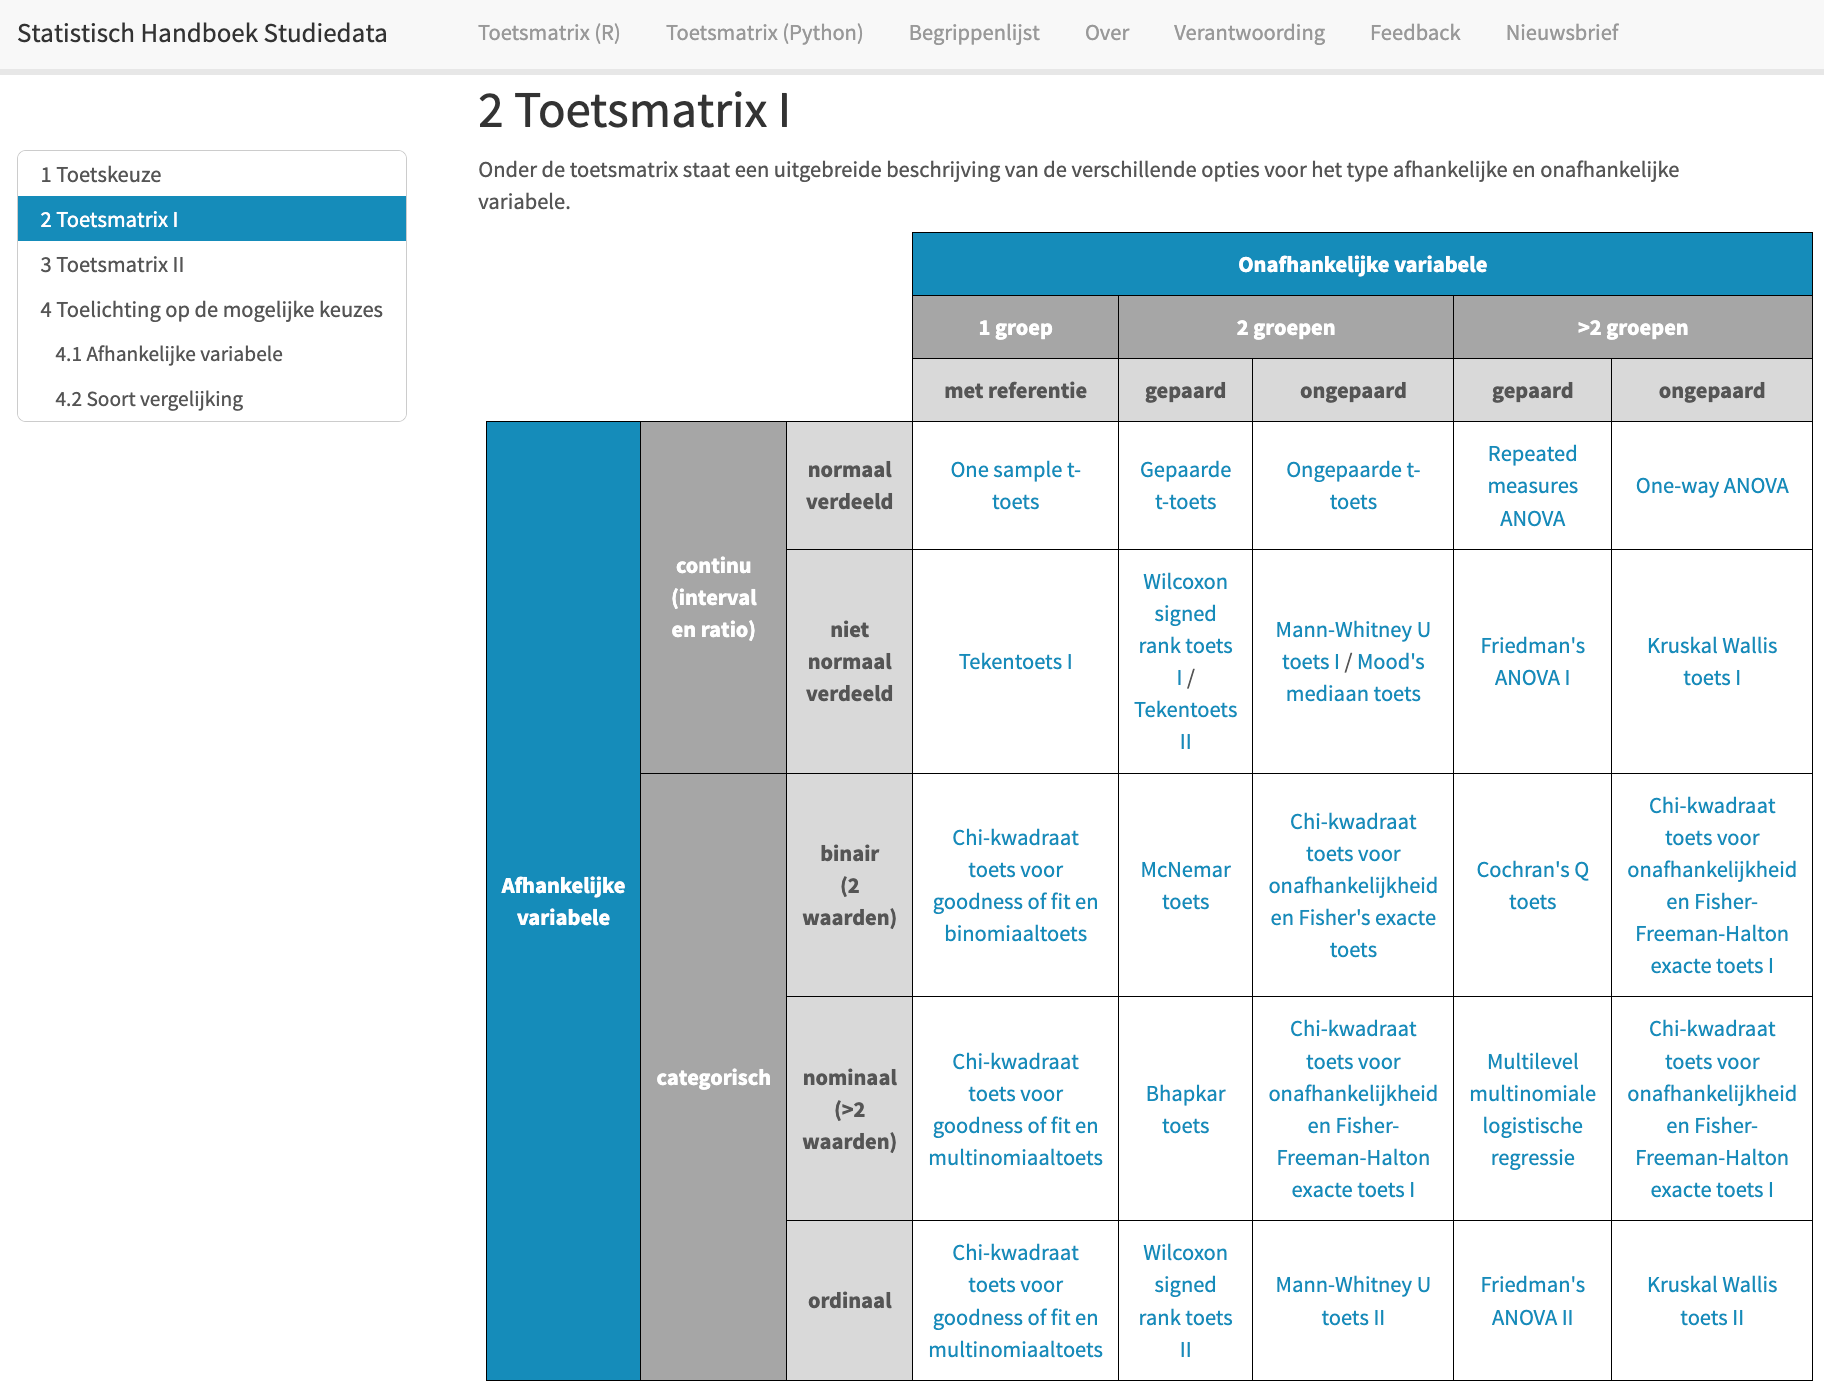 Statistisch Handboek Studiedata
Toetsmatrix (R)
Toetsmatrix (Python)
Begrippenlijst
Over
Verantwoording
Feedback
Nieuwsbrief
1 Toetskeuze
2 Toetsmatrix I
3 Toetsmatrix II
4 Toelichting op de mogelijke keuzes
4.1 Afhankelijke variabele
4.2 Soort vergelijking
2 Toetsmatrix I
Onder de toetsmatrix staat een uitgebreide beschrijving van de verschillende opties voor het type afhankelijke en onafhankelijke
variabele.
Onafhankelijke variabele
1 groep
2 groepen
>2 groepen
met referentie
gepaard
ongepaard
gepaard
ongepaard
Afhankelijke
variabele
continu
(interval
en ratio)
normaal
verdeeld
One sample t-
toets
Gepaarde
t-toets
Ongepaarde t-
toets
Repeated
measures
ANOVA
One-way ANOVA
niet
normaal
verdeeld
Tekentoets I
Wilcoxon
signed
rank toets
I /
Tekentoets
II
Mann-Whitney U
toets I / Mood's
mediaan toets
Friedman's
ANOVA I
Kruskal Wallis
toets I
categorisch
binair
(2
waarden)
Chi-kwadraat
toets voor
goodness of fit en
binomiaaltoets
McNemar
toets
Chi-kwadraat
toets voor
onafhankelijkheid
en Fisher's exacte
toets
Cochran's Q
toets
Chi-kwadraat
toets voor
onafhankelijkheid
en Fisher-
Freeman-Halton
exacte toets I
nominaal
(>2
waarden)
Chi-kwadraat
toets voor
goodness of fit en
multinomiaaltoets
Bhapkar
toets
Chi-kwadraat
toets voor
onafhankelijkheid
en Fisher-
Freeman-Halton
exacte toets I
Multilevel
multinomiale
logistische
regressie
Chi-kwadraat
toets voor
onafhankelijkheid
en Fisher-
Freeman-Halton
exacte toets I
ordinaal
Chi-kwadraat
toets voor
goodness of fit en
multinomiaaltoets
Wilcoxon
signed
rank toets
II
Mann-Whitney U
toets II
Friedman's
ANOVA II
Kruskal Wallis
toets II